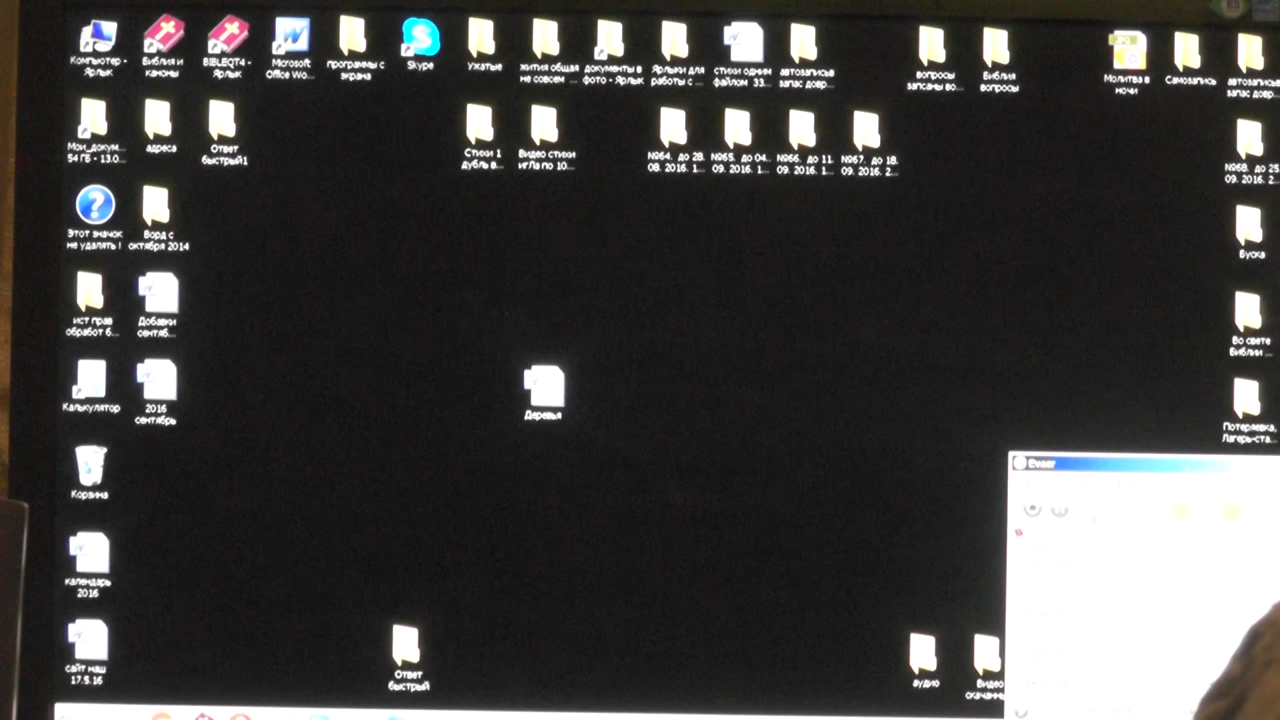 Компьютер -
Ярлык
Библия и
каноны
BIBLEQT4 -
Ярлык
Microsoft
Office Wo...
программы с
экрана
Skype
Ужатые
жития общая
не совсем ...
документы в
фото - Ярлык
Ярлыки для
работы с ...
стихи одним
файлом 33...
автозаписьв
запас довр...
вопросы
запсаны во...
Библия
вопросы
Молитва в
ночи
Самозапись
автозаписьв
запас довр...
Мои_докум...
54 ГБ - 13.0...
адреса
Ответ
быстрый1
Стихи 1
дубль в...
Видео стихи
игЛа по 10...
№64. до 28.
08. 2016. 1...
№65. до 04.
09. 2016. 1...
№66. до 11.
09. 2016. 1...
№67. до 18.
09. 2016. 2...
№68. до 25
09. 2016. 2...
Этот значок
не удалять !
Ворд с
октября 2014
Буска
ист прав
обработ б...
Добавки
сентяб...
Во свете
Библии ...
Калькулятор
2016
сентябрь
Деревья
Потеряевка,
Лагерь-ста...
Evaer
Корзина
календарь
2016
сайт наш
17.5.16
Ответ
быстрый
аудио
Видео
скачанны